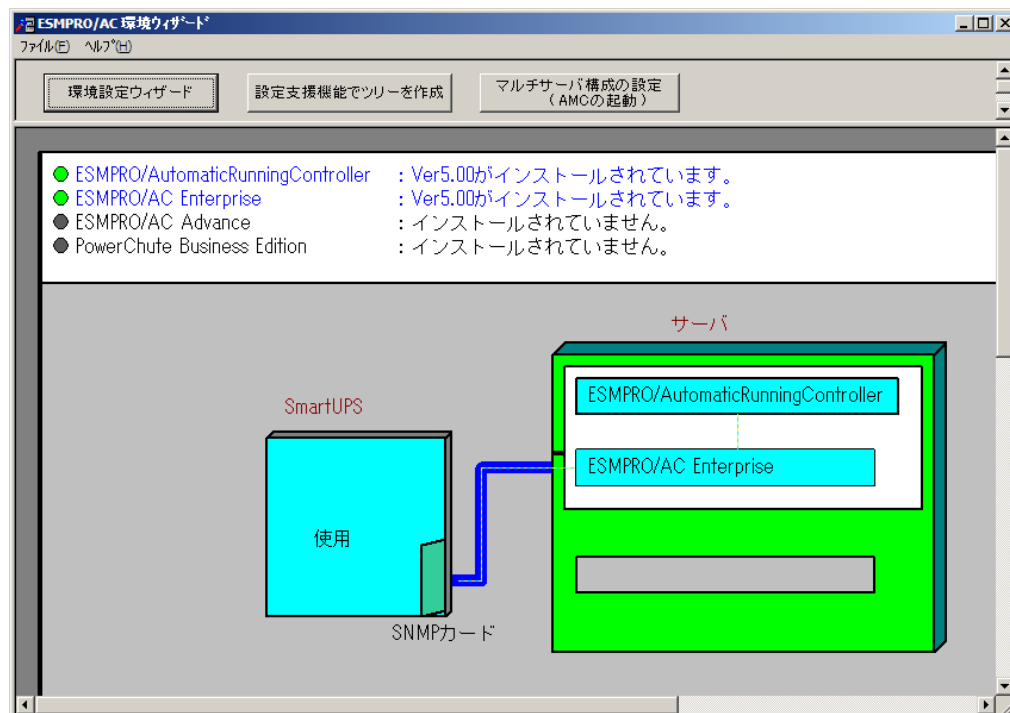 ESMPRO/AC 環境ウィザード
ファイル(F) ヘルプ(H)
環境設定ウィザード 設定支援機能でツリーを作成 マルチサーバ構成の設定
(AMCの起動)
ESMPRO/AutomaticRunningController :Ver5.00がインストールされています。
ESMPRO/AC Enterprise :Ver5.00がインストールされています。
ESMPRO/AC Advance :インストールされていません。
PowerChute Business Edition :インストールされていません。
サーバ
ESMPRO/AutomaticRunningController
SmartUPS
ESMPRO/AC Enterprise
使用
SNMPカード